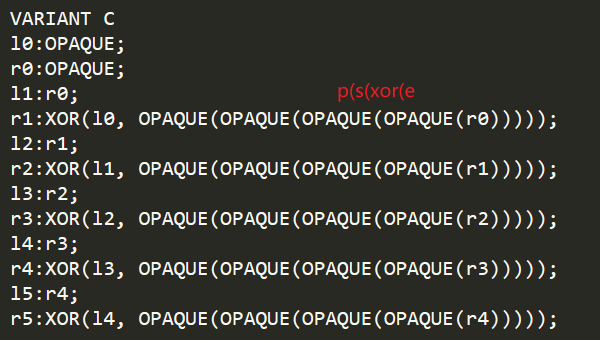 VARIANT C
l0:OPAQUE;
r0:OPAQUE;
l1:r0;
p(s(xor(e
r1:XOR(l0, OPAQUE(OPAQUE(OPAQUE(OPAQUE(r0)))));
l2:r1;
r2:XOR(l1, OPAQUE(OPAQUE(OPAQUE(OPAQUE(r1)))));
l3:r2;
r3:XOR(l2, OPAQUE(OPAQUE(OPAQUE(OPAQUE(r2)))));
l4:r3;
r4:XOR(l3, OPAQUE(OPAQUE(OPAQUE(OPAQUE(r3)))));
l5:r4;
r5:XOR(l4, OPAQUE(OPAQUE(OPAQUE(OPAQUE(r4)))));